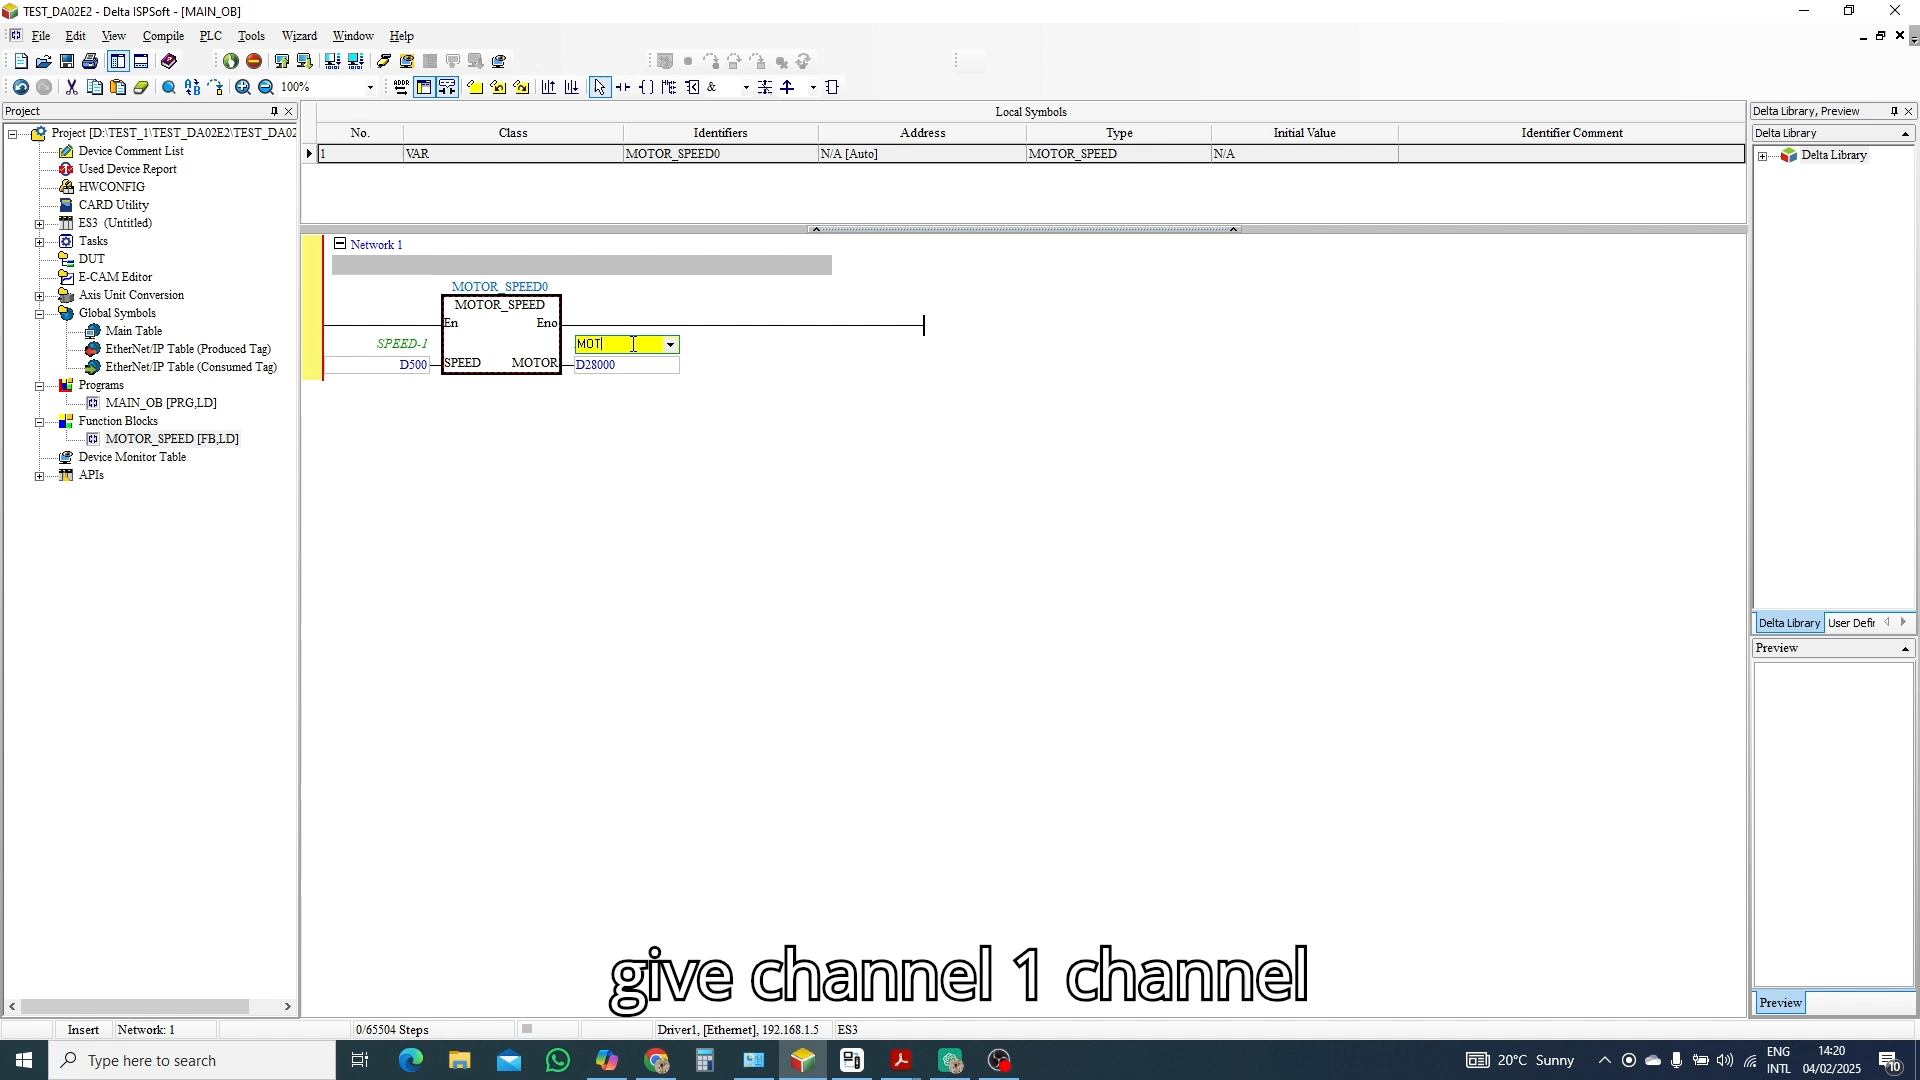 TEST_DA02E2 - Delta ISPSoft - [MAIN_OB]
File Edit View Compile PLC Tools Wizard Window Help
100%
Project
Project [D:\TEST_1\TEST_DA02E2\TEST_DA02
Device Comment List
Used Device Report
HWCONFIG
CARD Utility
ES3 (Untitled)
Tasks
DUT
E-CAM Editor
Axis Unit Conversion
Global Symbols
Main Table
EtherNet/IP Table (Produced Tag)
EtherNet/IP Table (Consumed Tag)
Programs
MAIN_OB [PRG,LD]
Function Blocks
MOTOR_SPEED [FB,LD]
Device Monitor Table
APIs
Local Symbols
No. Class Identifiers Address Type Initial Value Identifier Comment
1 VAR MOTOR_SPEED0 N/A [Auto] MOTOR_SPEED N/A
Network 1
MOTOR_SPEED0
MOTOR_SPEED
En Eno
SPEED-1 MOT
D500 SPEED MOTOR D28000
Delta Library, Preview
Delta Library
Delta Library
Delta Library User Defir
Preview
Preview
give channel 1 channel
Insert Network: 1 0/65504 Steps Driver1, [Ethernet], 192.168.1.5 ES3
Type here to search
20°C Sunny
ENG
INTL
14:20
04/02/2025
10